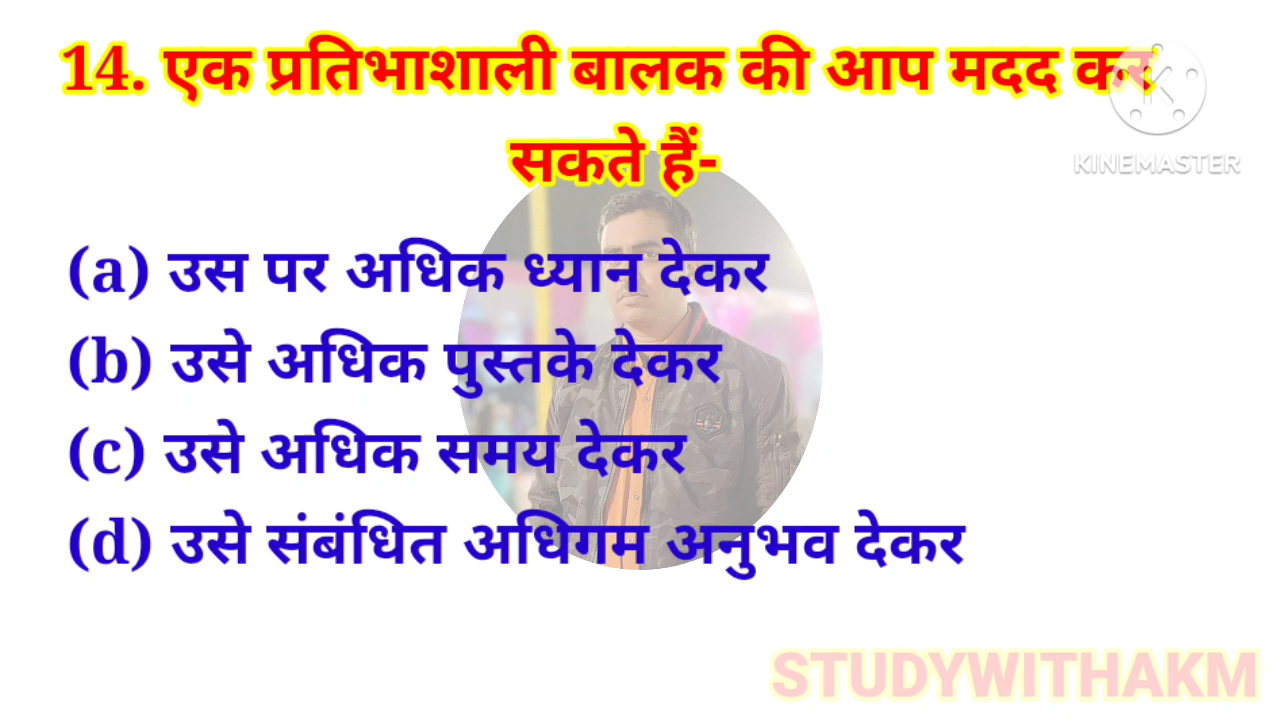 14. एक प्रतिभाशाली बालक की आप मदद कर
सकते हैं-
KINEMASTER
(a) उस पर अधिक ध्यान देकर
(b) उसे अधिक पुस्तके देकर
(c) उसे अधिक समय देकर
(d) उसे संबंधित अधिगम अनुभव देकर
STUDYWITHAKM